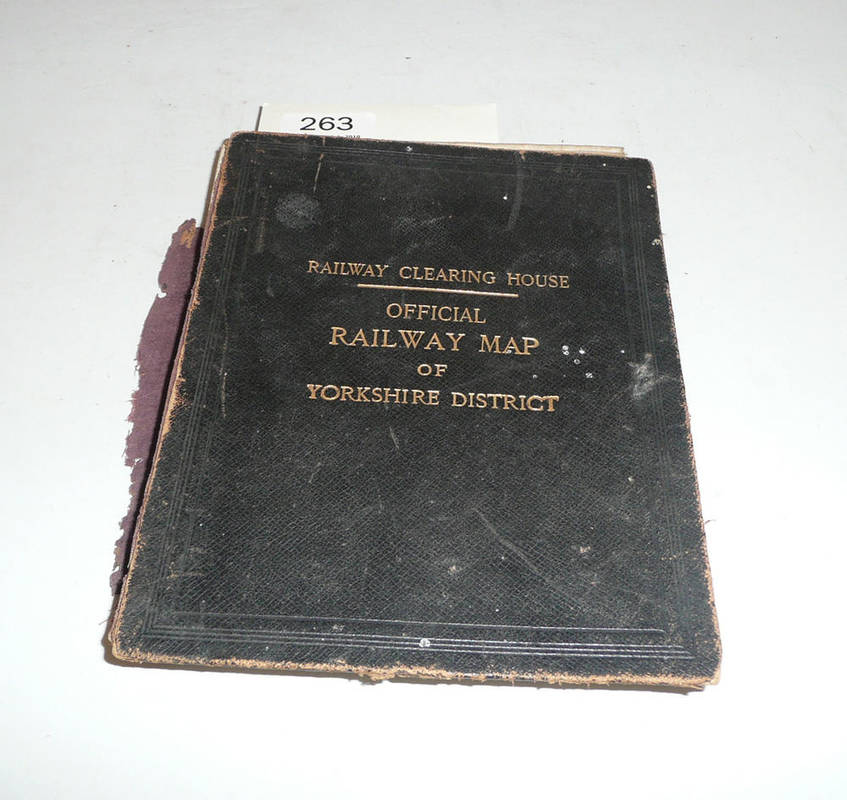 263
RAILWAY CLEARING HOUSE
OFFICIAL
RAILWAY MAP
OF
YORKSHIRE DISTRICT